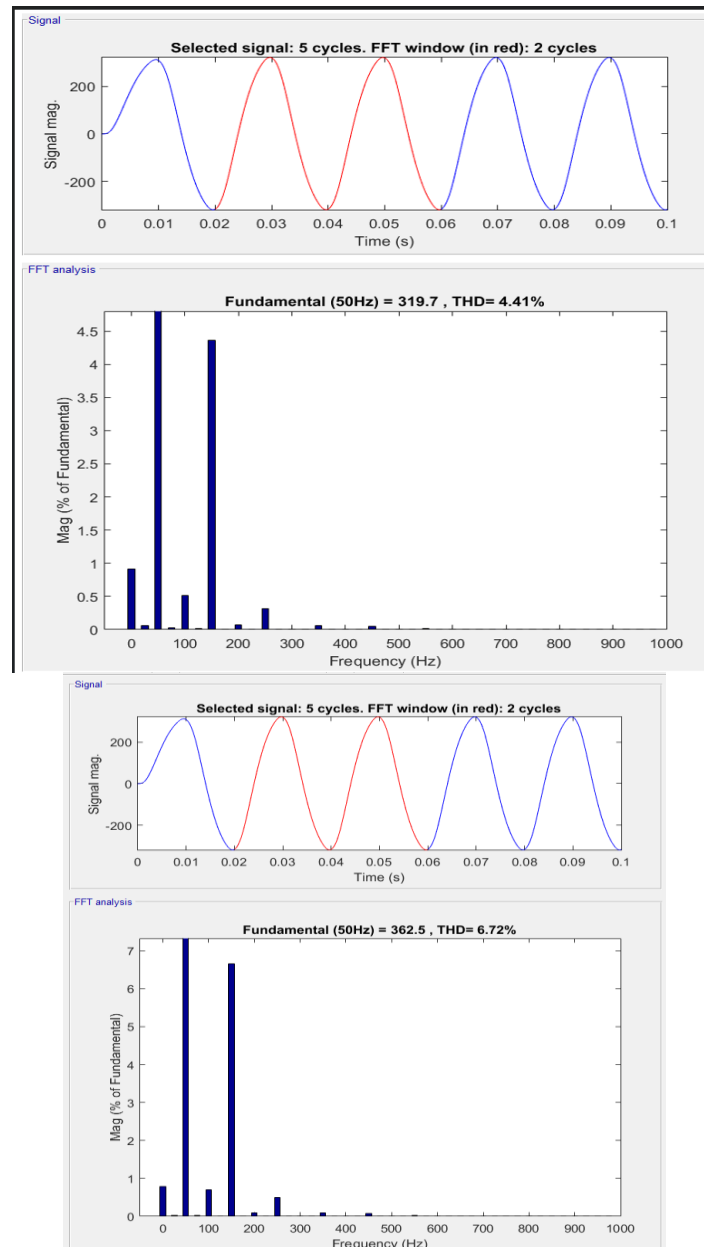 Signal
Selected signal: 5 cycles. FFT window (in red): 2 cycles
200
0
-200
Signal mag.
0 0.01 0.02 0.03 0.04 0.05 0.06 0.07 0.08 0.09 0.1
Time (s)
FFT analysis
Fundamental (50Hz) = 319.7 , THD= 4.41%
4.5
4
3.5
3
2.5
2
1.5
1
0.5
0
Mag (% of Fundamental)
0 100 200 300 400 500 600 700 800 900 1000
Frequency (Hz)
Signal
Selected signal: 5 cycles. FFT window (in red): 2 cycles
200
0
-200
Signal mag.
0 0.01 0.02 0.03 0.04 0.05 0.06 0.07 0.08 0.09 0.1
Time (s)
FFT analysis
Fundamental (50Hz) = 362.5 , THD= 6.72%
7
6
5
4
3
2
1
0
Mag (% of Fundamental)
0 100 200 300 400 500 600 700 800 900 1000
Frequency (Hz)